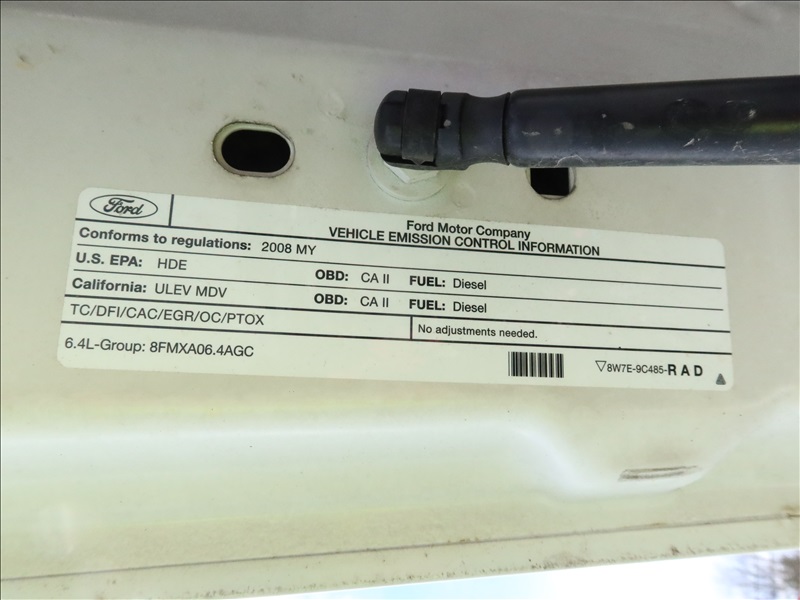 Ford
Ford Motor Company
VEHICLE EMISSION CONTROL INFORMATION
Conforms to regulations: 2008 MY
U.S. EPA: HDE OBD: CA II FUEL: Diesel
California: ULEV MDV OBD: CA II FUEL: Diesel
TC/DFI/CAC/EGR/OC/PTOX
No adjustments needed.
6.4L-Group: 8FMXA06.4AGC
8W7E-9C485-RAD